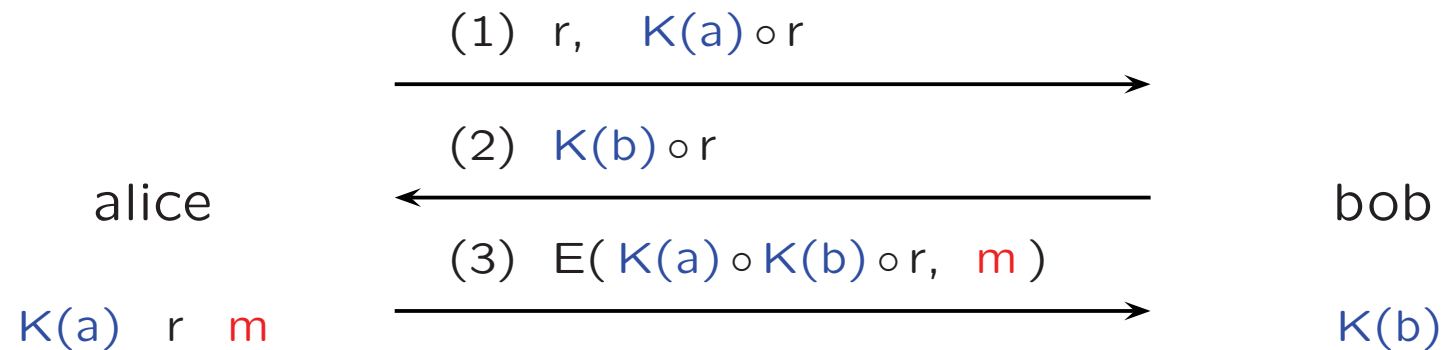 (1) r, K(a)∘r
(2) K(b)∘r
alice
bob
(3) E( K(a)∘K(b)∘r, m )
K(a) r m
K(b)